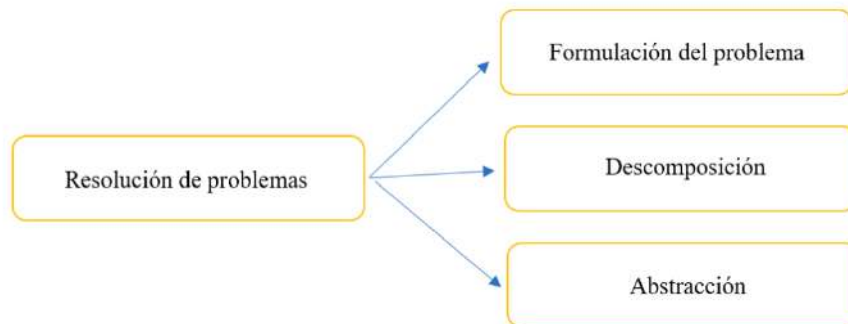 Formulación del problema
Resolución de problemas
Descomposición
Abstracción